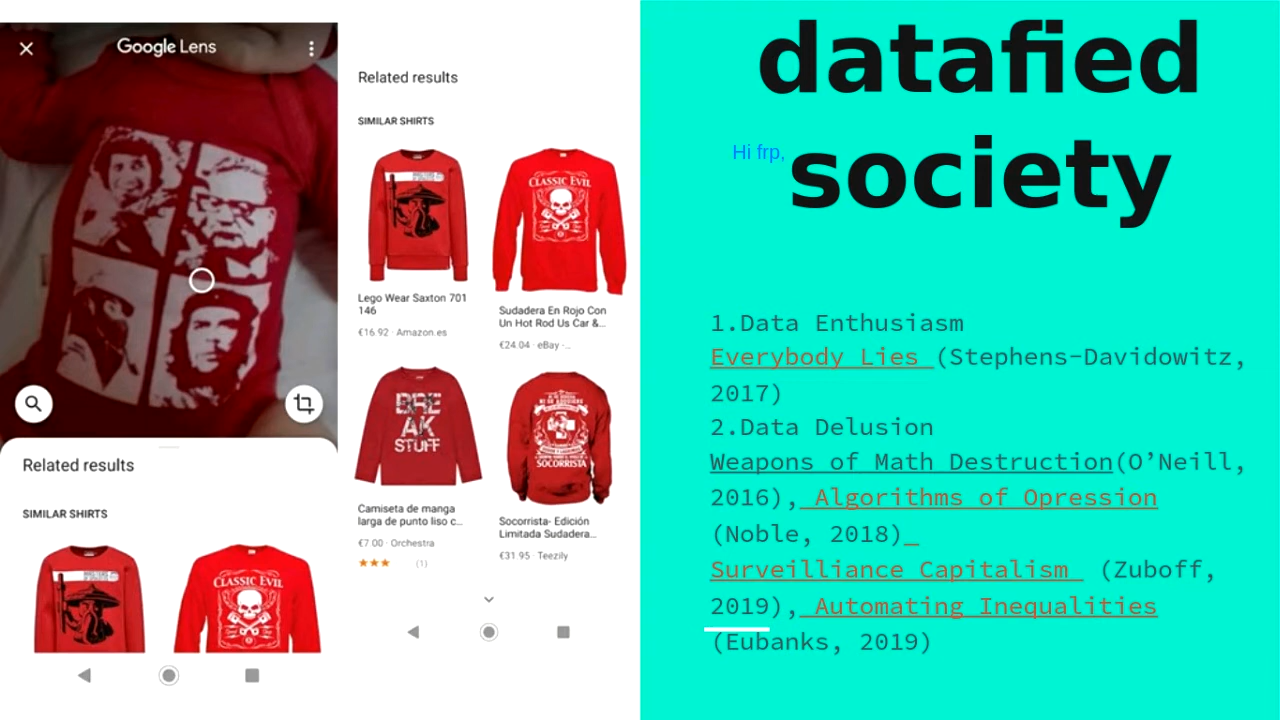 Google Lens
Related results
SIMILAR SHIRTS
CLASSIC EVIL
Related results
SIMILAR SHIRTS
CLASSIC EVIL
Lego Wear Saxton 701
146
€16 92 · Amazon.es
Sudadera En Rojo Con
Un Hot Rod Us Car &...
€24.04 · eBay ·...
BRE
AK
STUFF
SOCORRISTA
Camiseta de manga
larga de punto liso c...
€7 00 · Orchestra
(1)
Socorrista- Edición
Limitada Sudadera...
€31 95 · Teezily
datafied
society
Hi frp,
1.Data Enthusiasm
Everybody Lies (Stephens-Davidowitz,
2017)
2.Data Delusion
Weapons of Math Destruction(O’Neill,
2016), Algorithms of Opression
(Noble, 2018)
Surveilliance Capitalism (Zuboff,
2019), Automating Inequalities
(Eubanks, 2019)